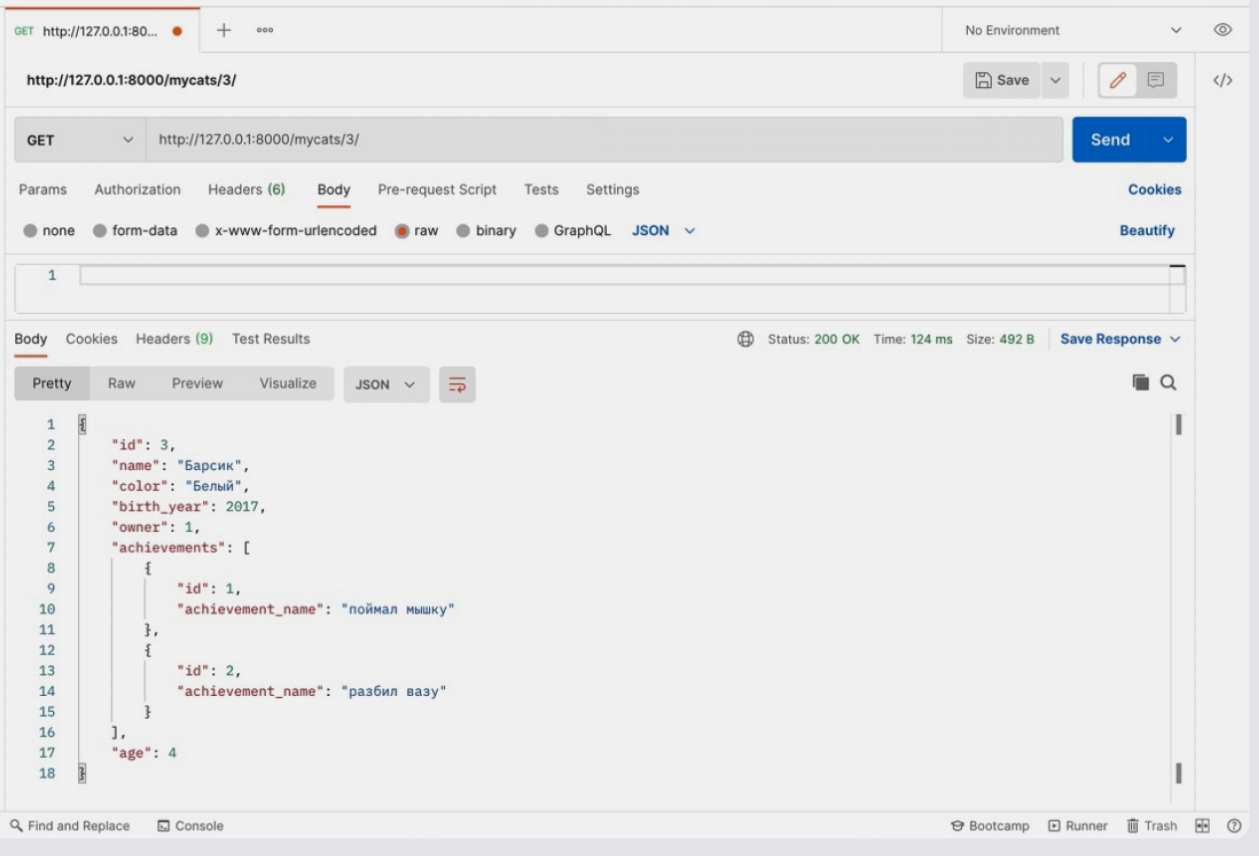 GET http://127.0.0.1:80... No Environment
http://127.0.0.1:8000/mycats/3/ Save
GET http://127.0.0.1:8000/mycats/3/ Send
Params Authorization Headers (6) Body Pre-request Script Tests Settings Cookies
none form-data x-www-form-urlencoded raw binary GraphQL JSON Beautify
1
Body Cookies Headers (9) Test Results Status: 200 OK Time: 124 ms Size: 492 B Save Response
Pretty Raw Preview Visualize JSON
1 {
2 "id": 3,
3 "name": "Барсик",
4 "color": "Белый",
5 "birth_year": 2017,
6 "owner": 1,
7 "achievements": [
8 {
9 "id": 1,
10 "achievement_name": "поймал мышку"
11 },
12 {
13 "id": 2,
14 "achievement_name": "разбил вазу"
15 }
16 ],
17 "age": 4
18 }
Find and Replace Console Bootcamp Runner Trash